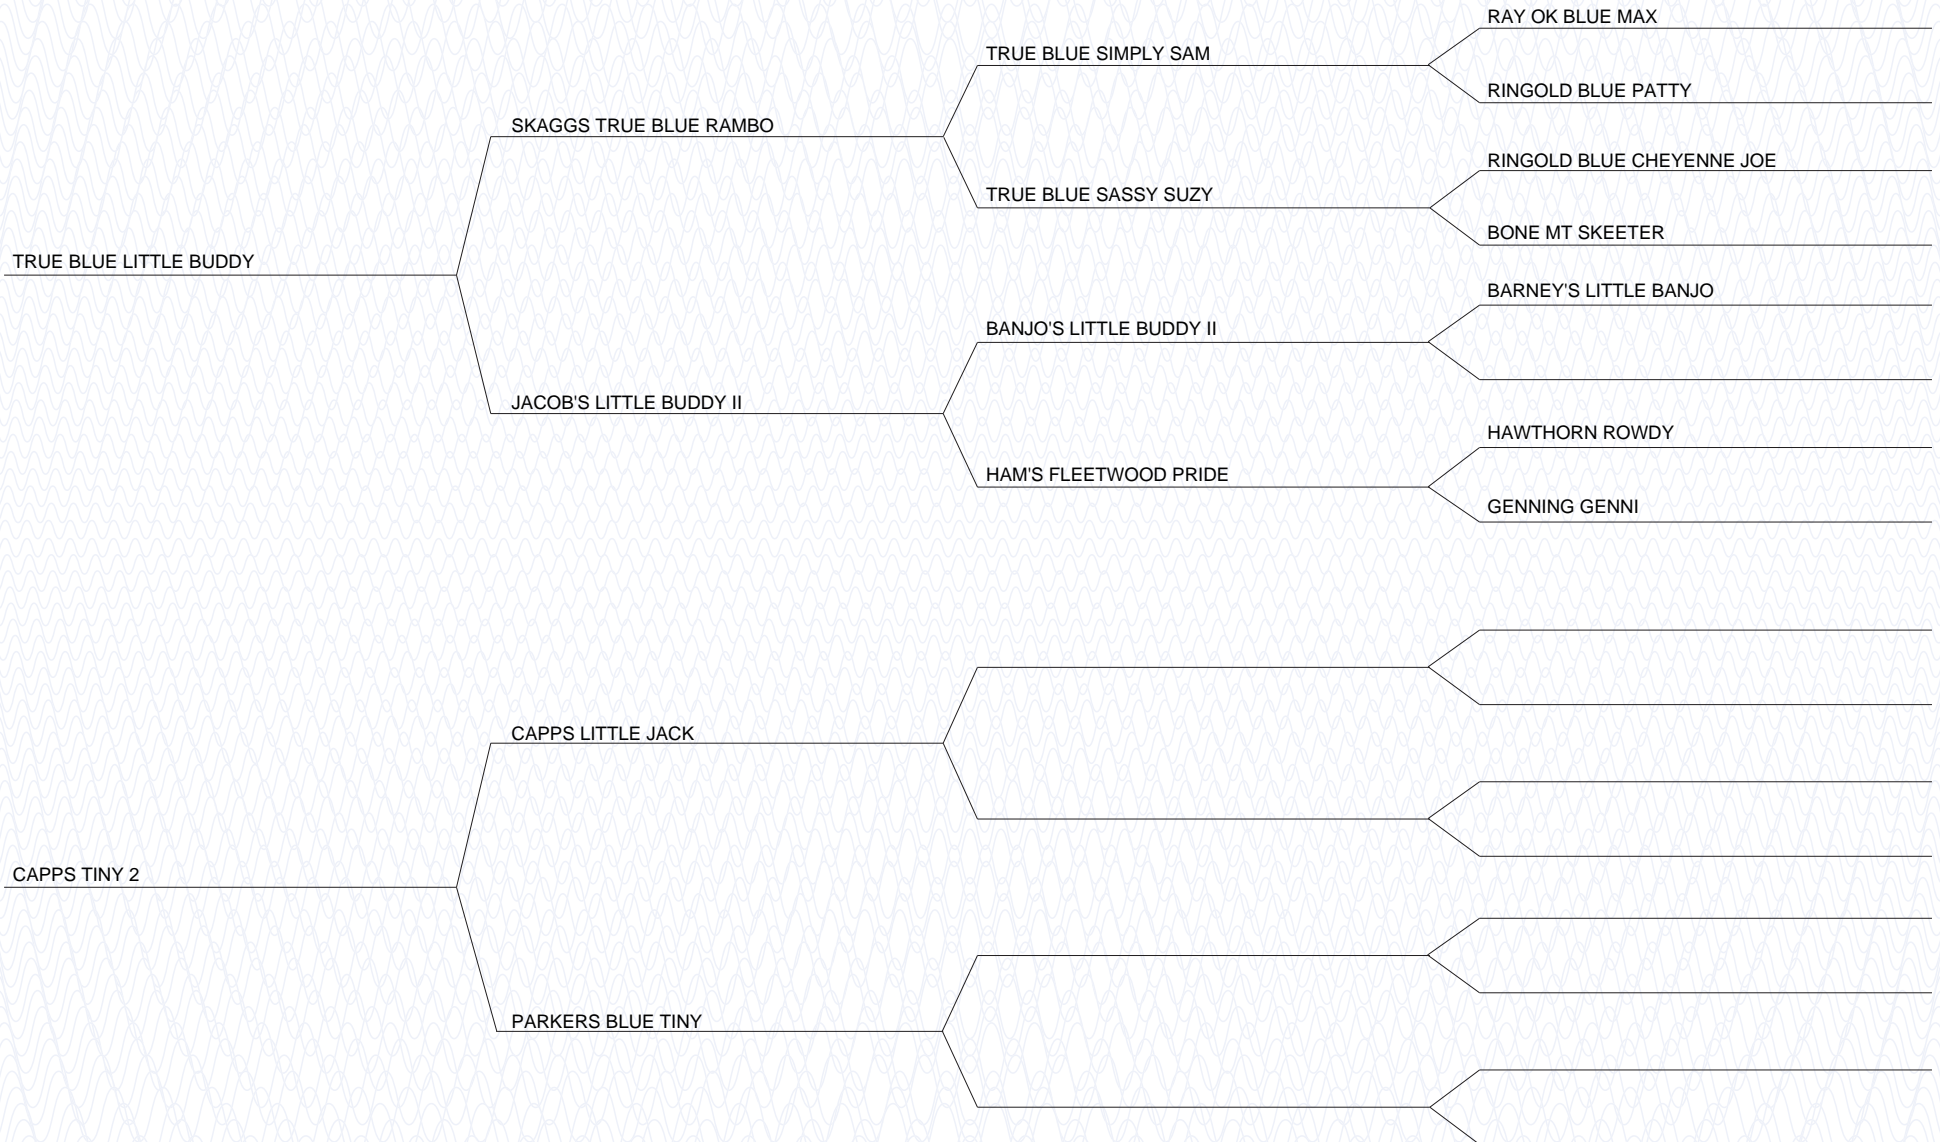 RAY OK BLUE MAX
TRUE BLUE SIMPLY SAM
RINGOLD BLUE PATTY
SKAGGS TRUE BLUE RAMBO
RINGOLD BLUE CHEYENNE JOE
TRUE BLUE SASSY SUZY
BONE MT SKEETER
TRUE BLUE LITTLE BUDDY
BARNEY'S LITTLE BANJO
BANJO'S LITTLE BUDDY II
JACOB'S LITTLE BUDDY II
HAWTHORN ROWDY
HAM'S FLEETWOOD PRIDE
GENNING GENNI
CAPPS LITTLE JACK
CAPPS TINY 2
PARKERS BLUE TINY